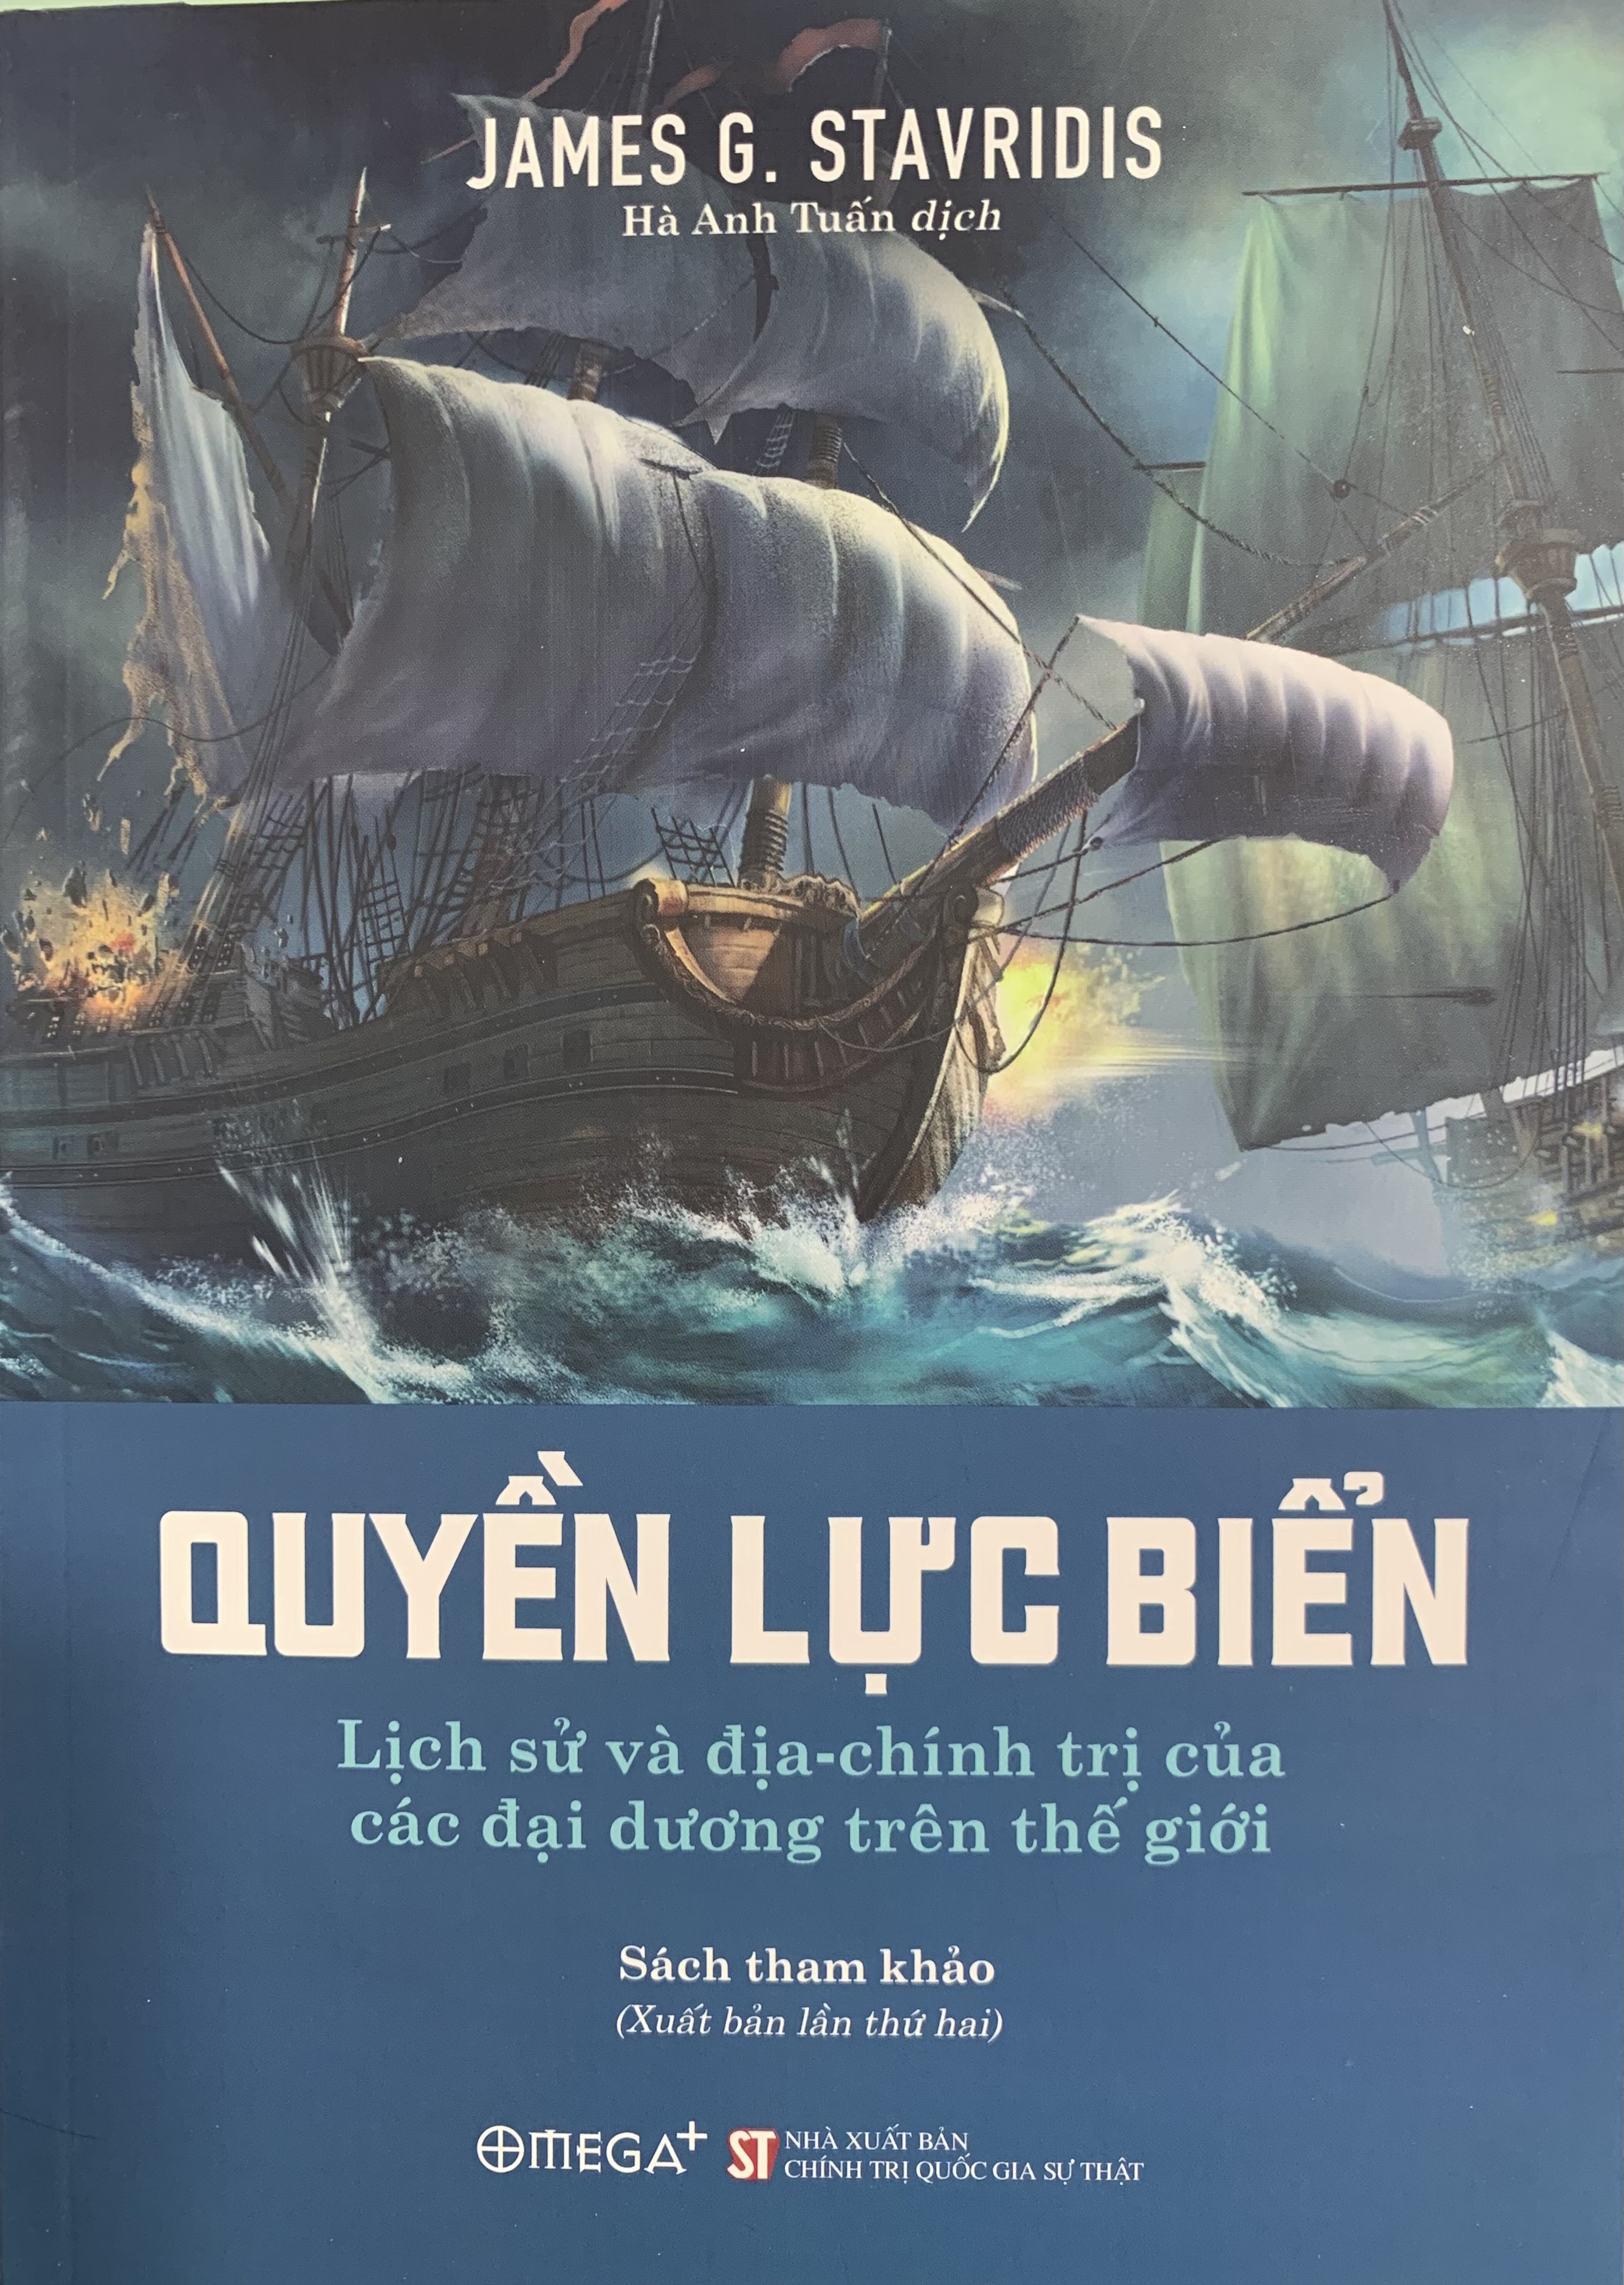 JAMES G. STAVRIDIS
Hà Anh Tuấn dịch
QUYỀN LỰC BIỂN
Lịch sử và địa-chính trị của
các đại dương trên thế giới
Sách tham khảo
(Xuất bản lần thứ hai)
OMEGA+
ST
NHÀ XUẤT BẢN
CHÍNH TRỊ QUỐC GIA SỰ THẬT